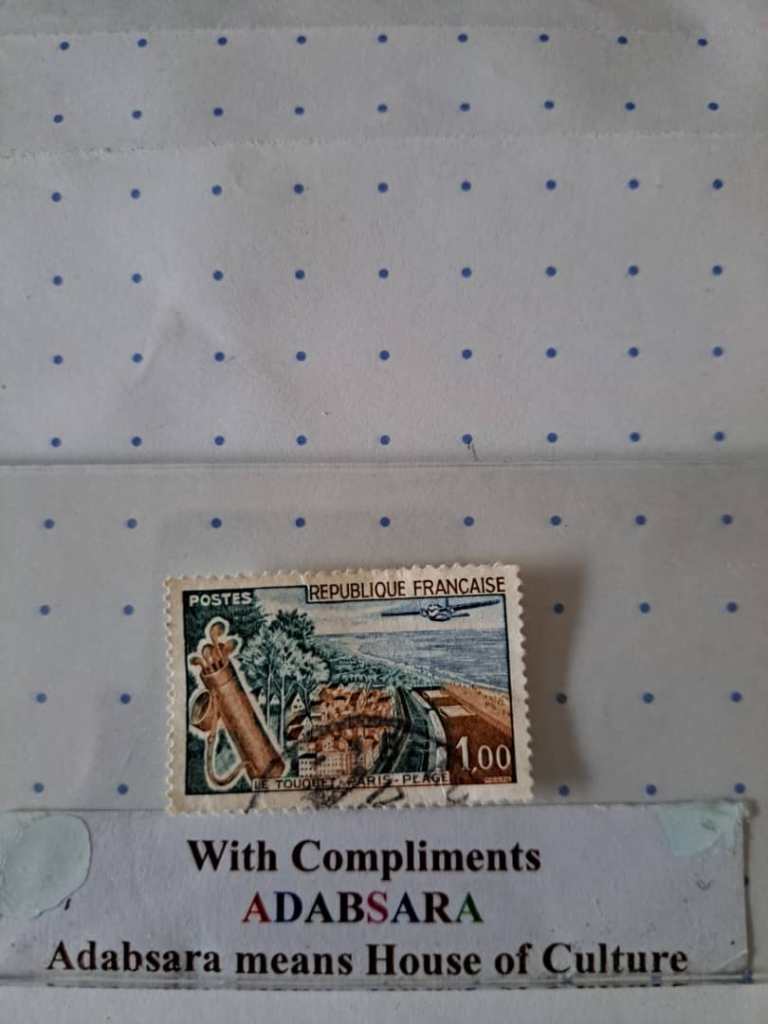 POSTES
REPUBLIQUE FRANÇAISE
1,00
LE TOUQUET-PARIS-PLAGE
With Compliments
ADABSARA
Adabsara means House of Culture